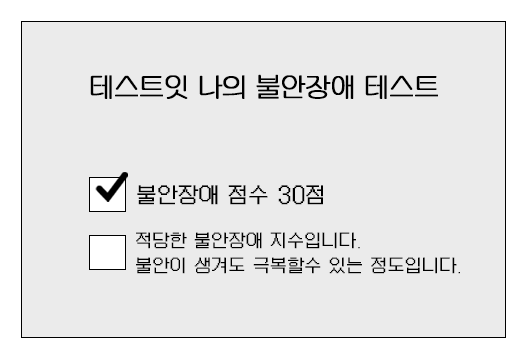 테스트잇 나의 불안장애 테스트
불안장애 점수 30점
적당한 불안장애 지수입니다.
불안이 생겨도 극복할수 있는 정도입니다.